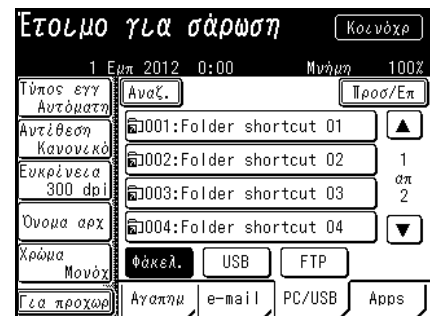 Έτοιμο για σάρωση
Κοινόχρ
1 Εμπ 2012 0:00 Μνήμη 100%
Τύπος εγγ
Αυτόματη
Αντίθεση
Κανονικό
Ευκρίνεια
300 dpi
Όνομα αρχ
Χρώμα
Μονόχ
Για προχωρ
Αναζ.
Προσ/Επ
001:Folder shortcut 01
002:Folder shortcut 02
003:Folder shortcut 03
004:Folder shortcut 04
1
απ
2
Φάκελ. USB FTP
Αγαπημ e-mail PC/USB Apps